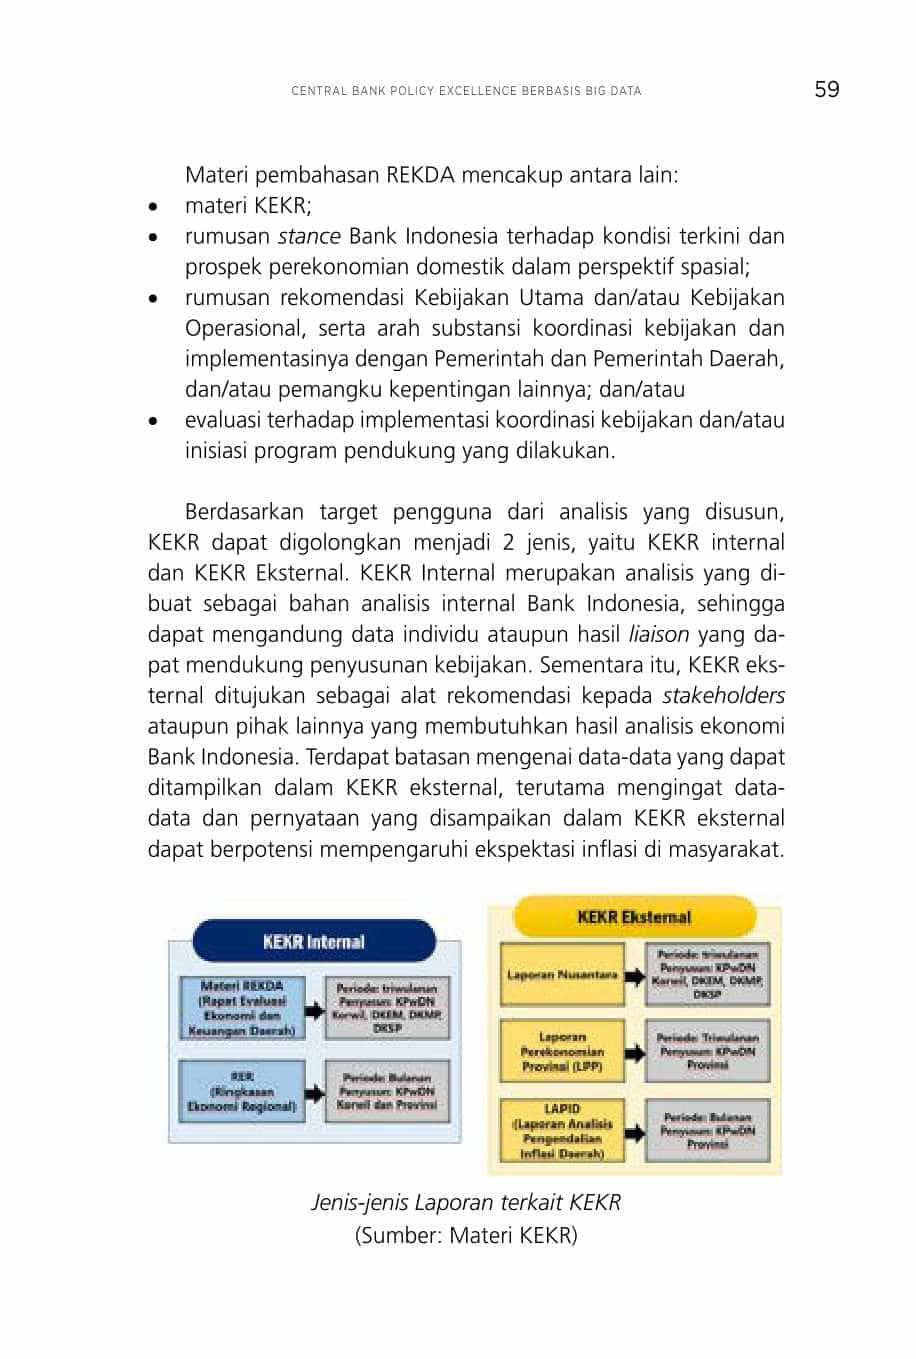 CENTRAL BANK POLICY EXCELLENCE BERBASIS BIG DATA
59
Materi pembahasan REKDA mencakup antara lain:
• materi KEKR;
• rumusan stance Bank Indonesia terhadap kondisi terkini dan
prospek perekonomian domestik dalam perspektif spasial;
• rumusan rekomendasi Kebijakan Utama dan/atau Kebijakan
Operasional, serta arah substansi koordinasi kebijakan dan
implementasinya dengan Pemerintah dan Pemerintah Daerah,
dan/atau pemangku kepentingan lainnya; dan/atau
• evaluasi terhadap implementasi koordinasi kebijakan dan/atau
inisiasi program pendukung yang dilakukan.
Berdasarkan target pengguna dari analisis yang disusun,
KEKR dapat digolongkan menjadi 2 jenis, yaitu KEKR internal
dan KEKR Eksternal. KEKR Internal merupakan analisis yang di-
buat sebagai bahan analisis internal Bank Indonesia, sehingga
dapat mengandung data individu ataupun hasil liaison yang da-
pat mendukung penyusunan kebijakan. Sementara itu, KEKR eks-
ternal ditujukan sebagai alat rekomendasi kepada stakeholders
ataupun pihak lainnya yang membutuhkan hasil analisis ekonomi
Bank Indonesia. Terdapat batasan mengenai data-data yang dapat
ditampilkan dalam KEKR eksternal, terutama mengingat data-
data dan pernyataan yang disampaikan dalam KEKR eksternal
dapat berpotensi mempengaruhi ekspektasi inflasi di masyarakat.
KEKR Internal
Materi REKDA
(Rapat Evaluasi
Ekonomi dan
Keuangan Daerah)
Periode: triwulanan
Penyusun: KPwDN
Korwil, DKEM, DKMP,
DKSP
RER
(Ringkasan
Ekonomi Regional)
Periode: Bulanan
Penyusun: KPwDN
Korwil dan Provinsi
KEKR Eksternal
Laporan Nusantara
Periode: triwulanan
Penyusun: KPwDN
Korwil, DKEM, DKMP,
DKSP
Laporan
Perekonomian
Provinsi (LPP)
Periode: Triwulanan
Penyusun: KPwDN
Provinsi
LAPID
(Laporan Analisis
Pengendalian
Inflasi Daerah)
Periode: Bulanan
Penyusun: KPwDN
Provinsi
Jenis-jenis Laporan terkait KEKR
(Sumber: Materi KEKR)